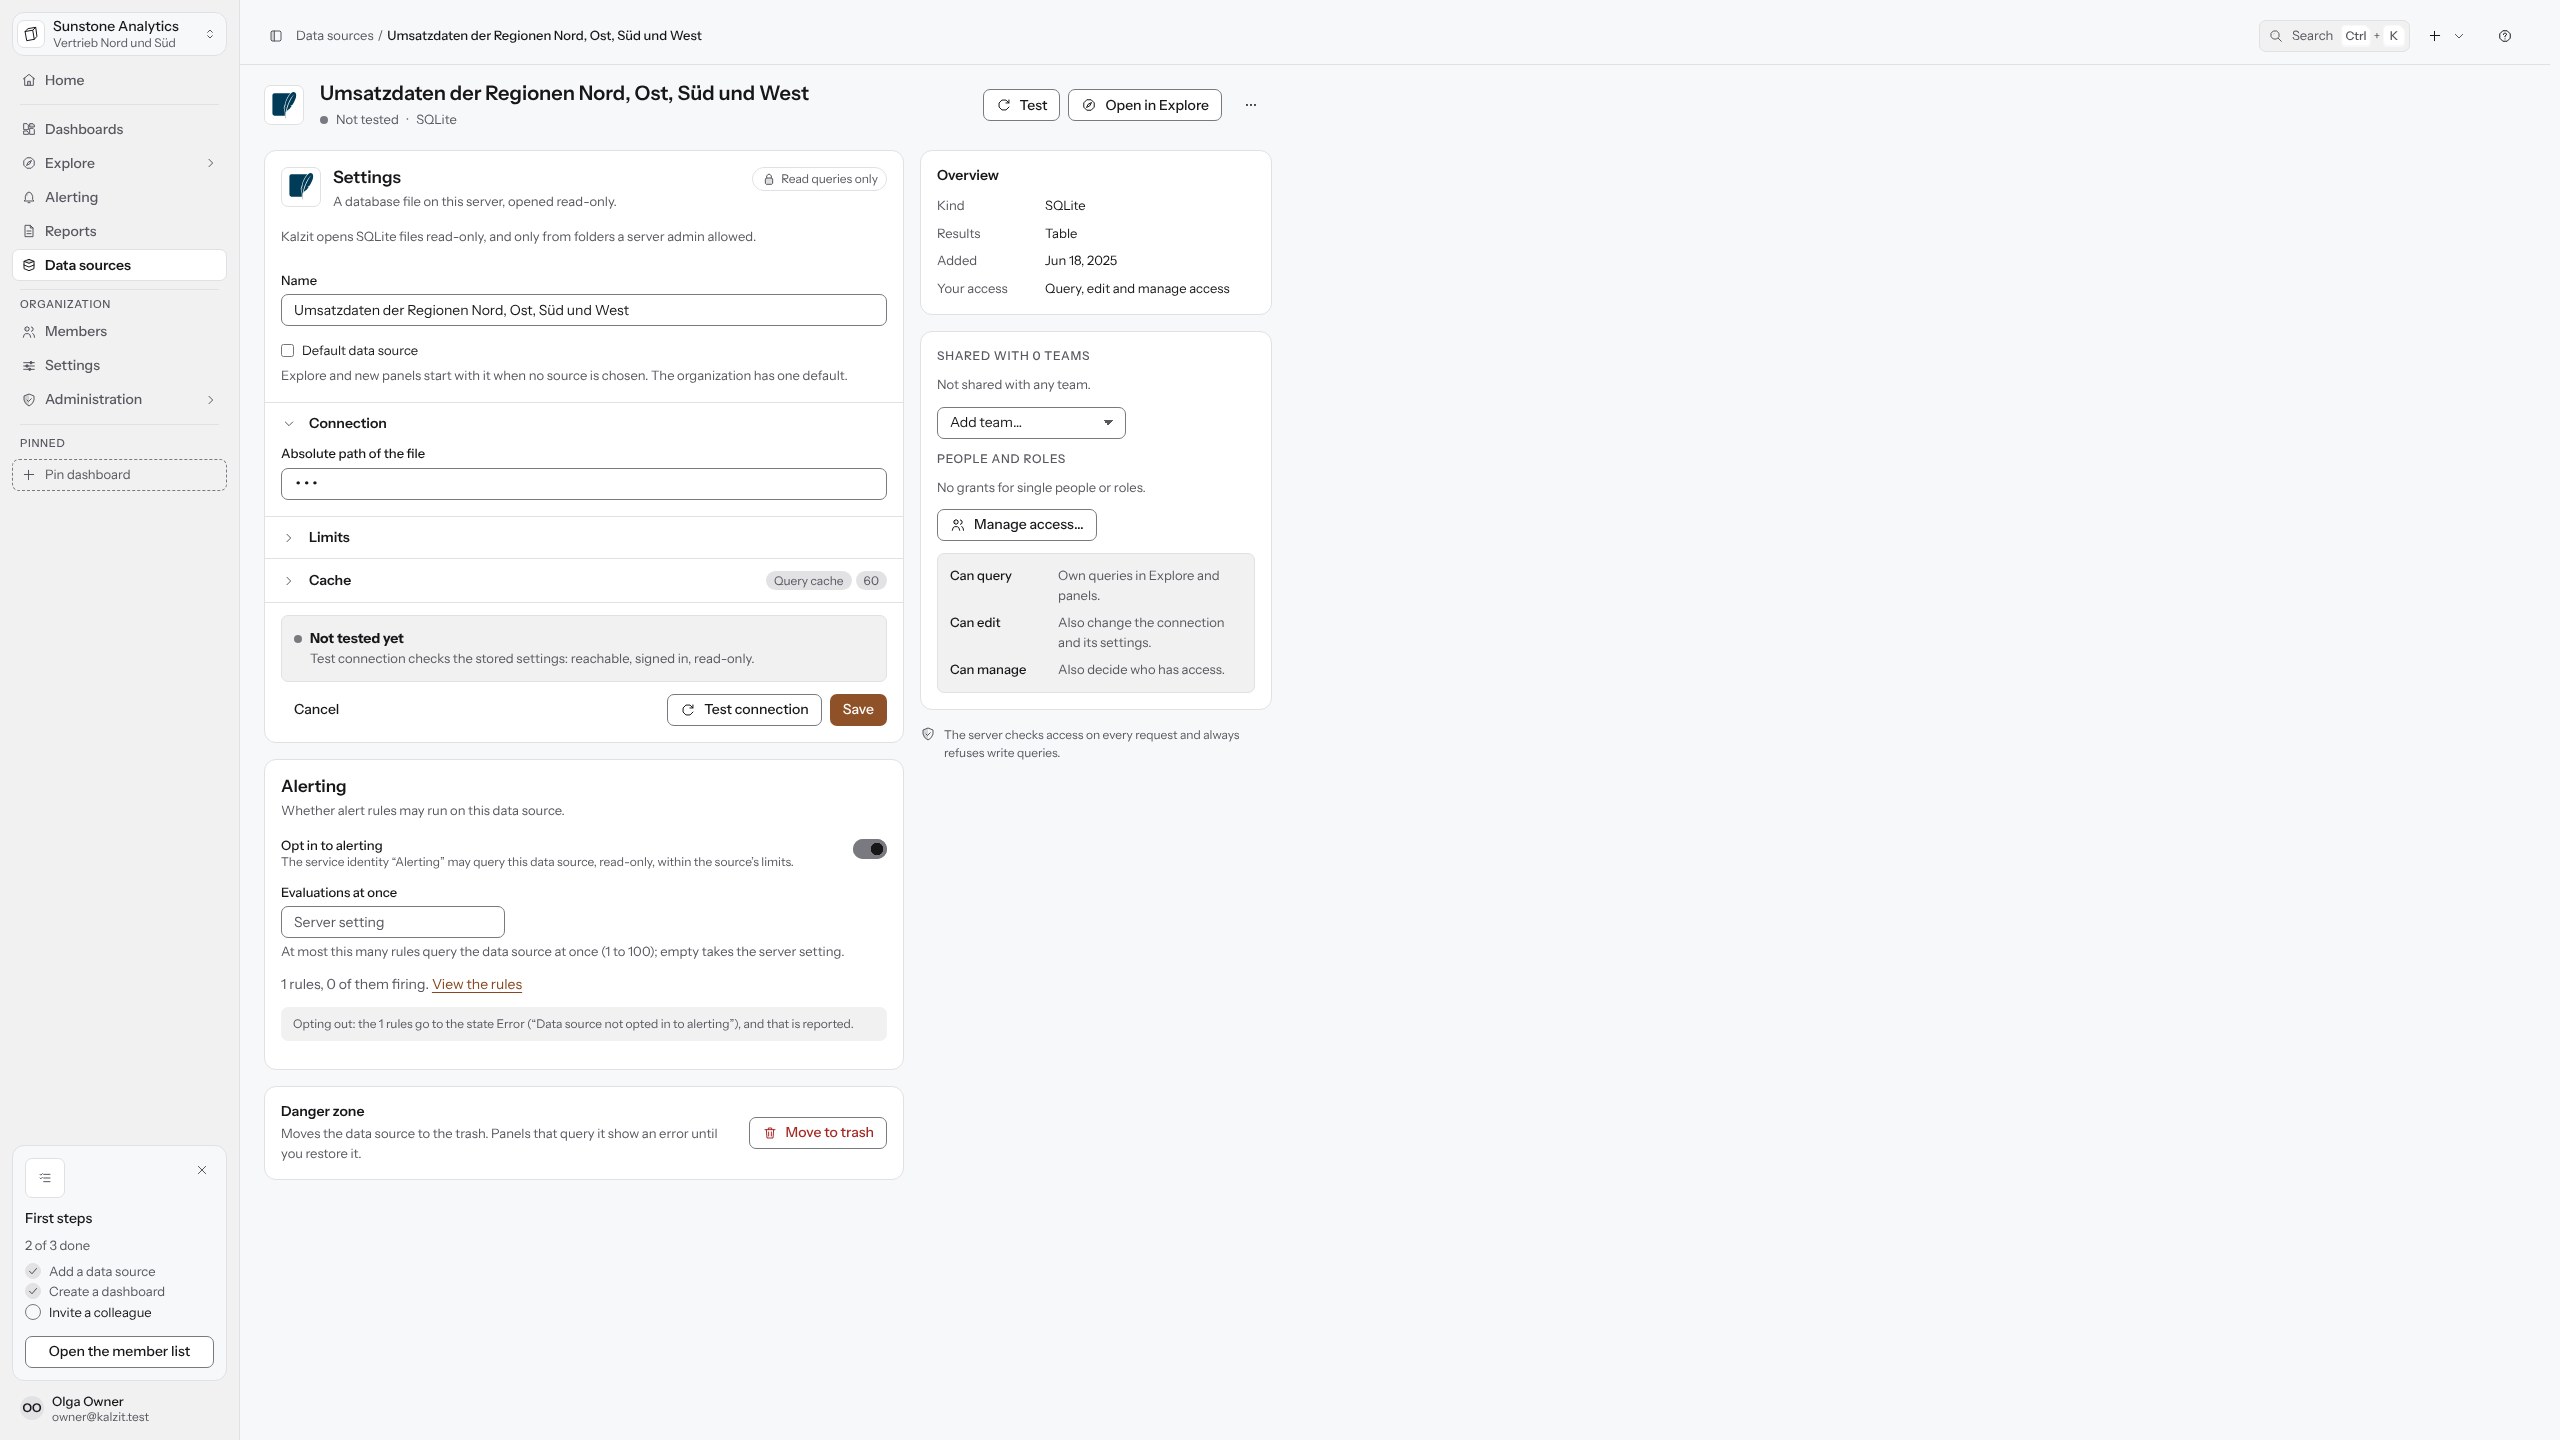 Sunstone Analytics
Vertrieb Nord und Süd
Home
Dashboards
Explore
Alerting
Reports
Data sources
ORGANIZATION
Members
Settings
Administration
PINNED
Pin dashboard
First steps
2 of 3 done
Add a data source
Create a dashboard
Invite a colleague
Open the member list
OO
Olga Owner
owner@kalzit.test
Data sources / Umsatzdaten der Regionen Nord, Ost, Süd und West
Search Ctrl + K
Umsatzdaten der Regionen Nord, Ost, Süd und West
Not tested · SQLite
Test
Open in Explore
Settings
Read queries only
A database file on this server, opened read-only.
Kalzit opens SQLite files read-only, and only from folders a server admin allowed.
Name
Umsatzdaten der Regionen Nord, Ost, Süd und West
Default data source
Explore and new panels start with it when no source is chosen. The organization has one default.
Connection
Absolute path of the file
•••
Limits
Cache
Query cache 60
Not tested yet
Test connection checks the stored settings: reachable, signed in, read-only.
Cancel
Test connection
Save
Alerting
Whether alert rules may run on this data source.
Opt in to alerting
The service identity “Alerting” may query this data source, read-only, within the source's limits.
Evaluations at once
Server setting
At most this many rules query the data source at once (1 to 100); empty takes the server setting.
1 rules, 0 of them firing. View the rules
Opting out: the 1 rules go to the state Error (“Data source not opted in to alerting”), and that is reported.
Danger zone
Moves the data source to the trash. Panels that query it show an error until
you restore it.
Move to trash
Overview
Kind SQLite
Results Table
Added Jun 18, 2025
Your access Query, edit and manage access
SHARED WITH 0 TEAMS
Not shared with any team.
Add team...
PEOPLE AND ROLES
No grants for single people or roles.
Manage access...
Can query Own queries in Explore and
panels.
Can edit Also change the connection
and its settings.
Can manage Also decide who has access.
The server checks access on every request and always
refuses write queries.